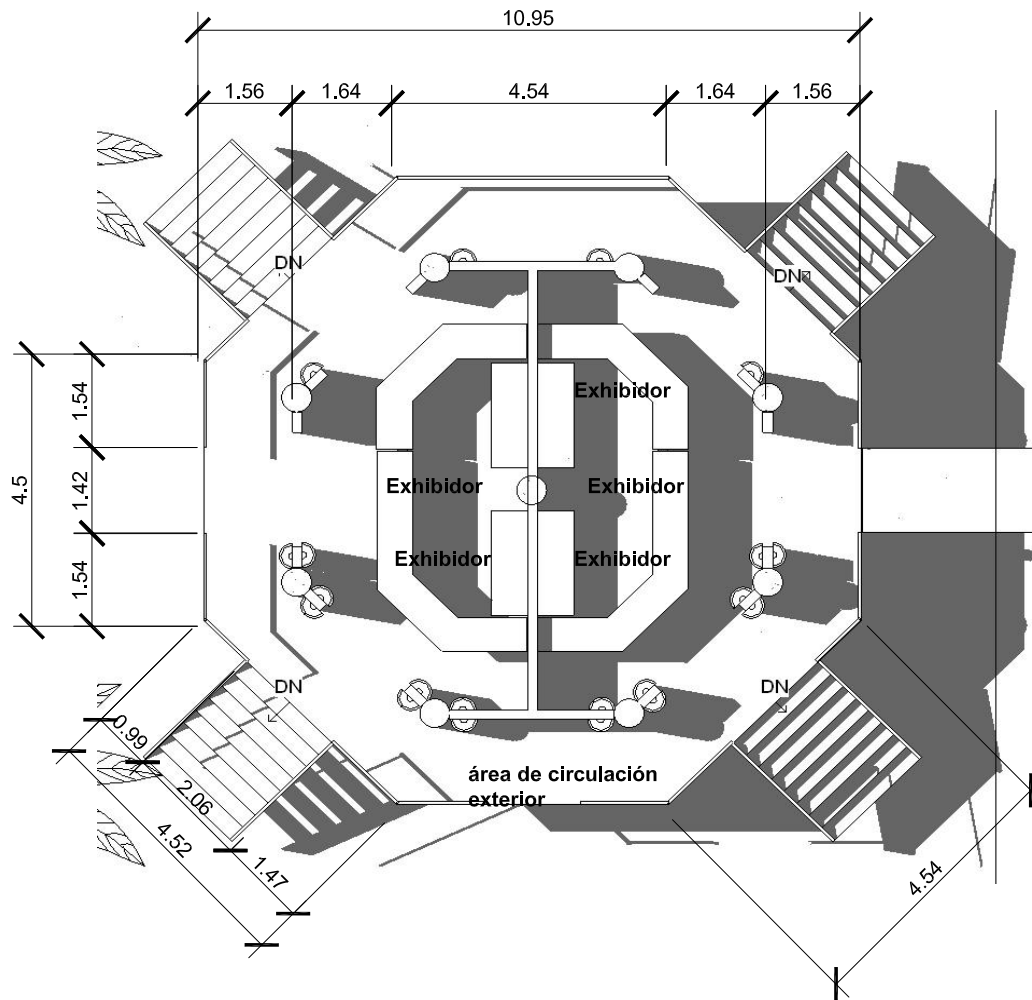 10.95
1.56
1.64
4.54
1.64
1.56
DN
DN
1.54
4.5
1.42
1.54
Exhibidor
Exhibidor
Exhibidor
Exhibidor
Exhibidor
DN
DN
0.99
2.06
4.52
1.47
área de circulación
exterior
4.54